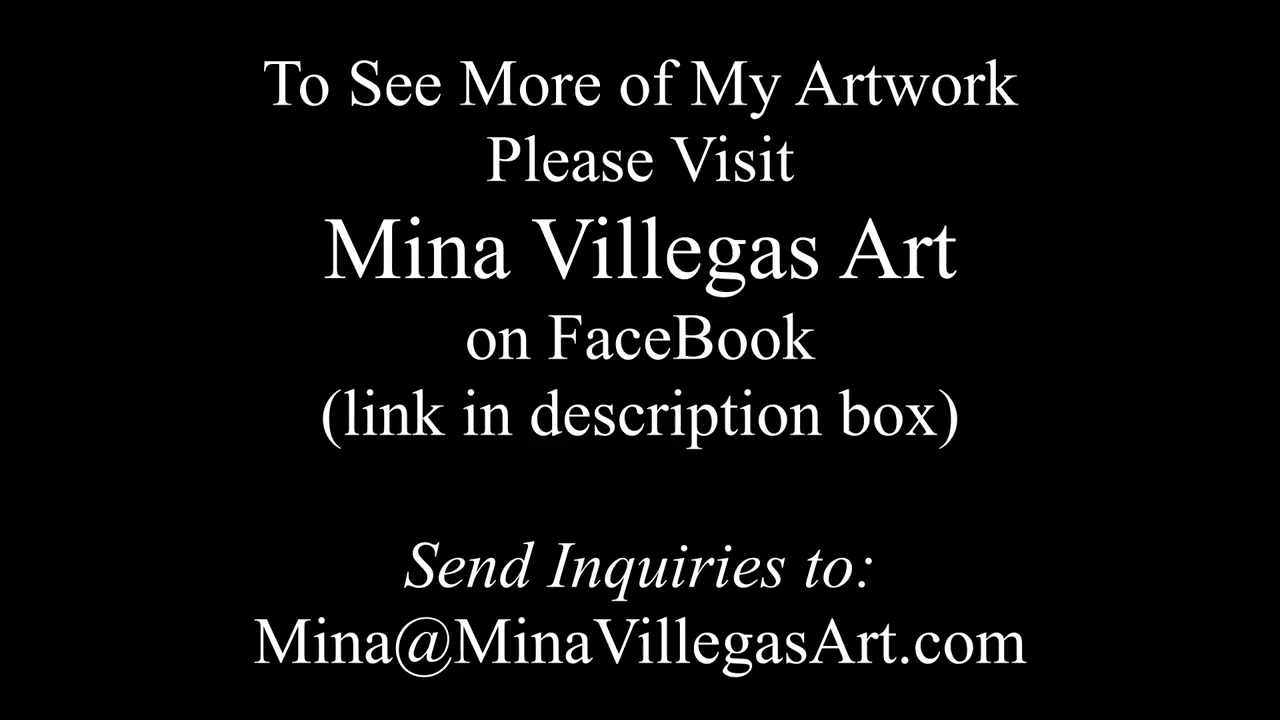 To See More of My Artwork
Please Visit
Mina Villegas Art
on FaceBook
(link in description box)
Send Inquiries to:
Mina@MinaVillegasArt.com